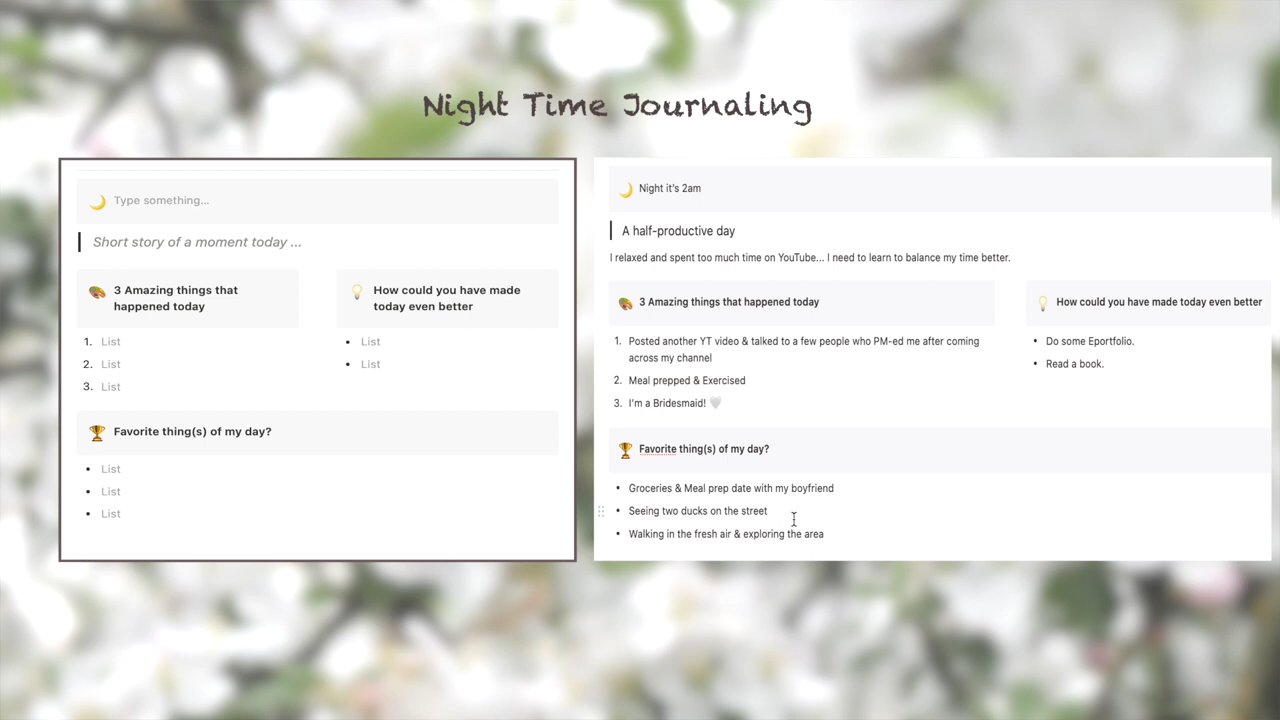 Night Time Journaling
🌙 Type something...
Short story of a moment today ...
🎨 3 Amazing things that
happened today
1. List
2. List
3. List
💡 How could you have made
today even better
• List
• List
🏆 Favorite thing(s) of my day?
• List
• List
• List
🌙 Night it's 2am
A half-productive day
I relaxed and spent too much time on YouTube... I need to learn to balance my time better.
🎨 3 Amazing things that happened today
1. Posted another YT video & talked to a few people who PM-ed me after coming
across my channel
2. Meal prepped & Exercised
3. I'm a Bridesmaid! 🤍
💡 How could you have made today even better
• Do some Eportfolio.
• Read a book.
🏆 Favorite thing(s) of my day?
• Groceries & Meal prep date with my boyfriend
• Seeing two ducks on the street
• Walking in the fresh air & exploring the area